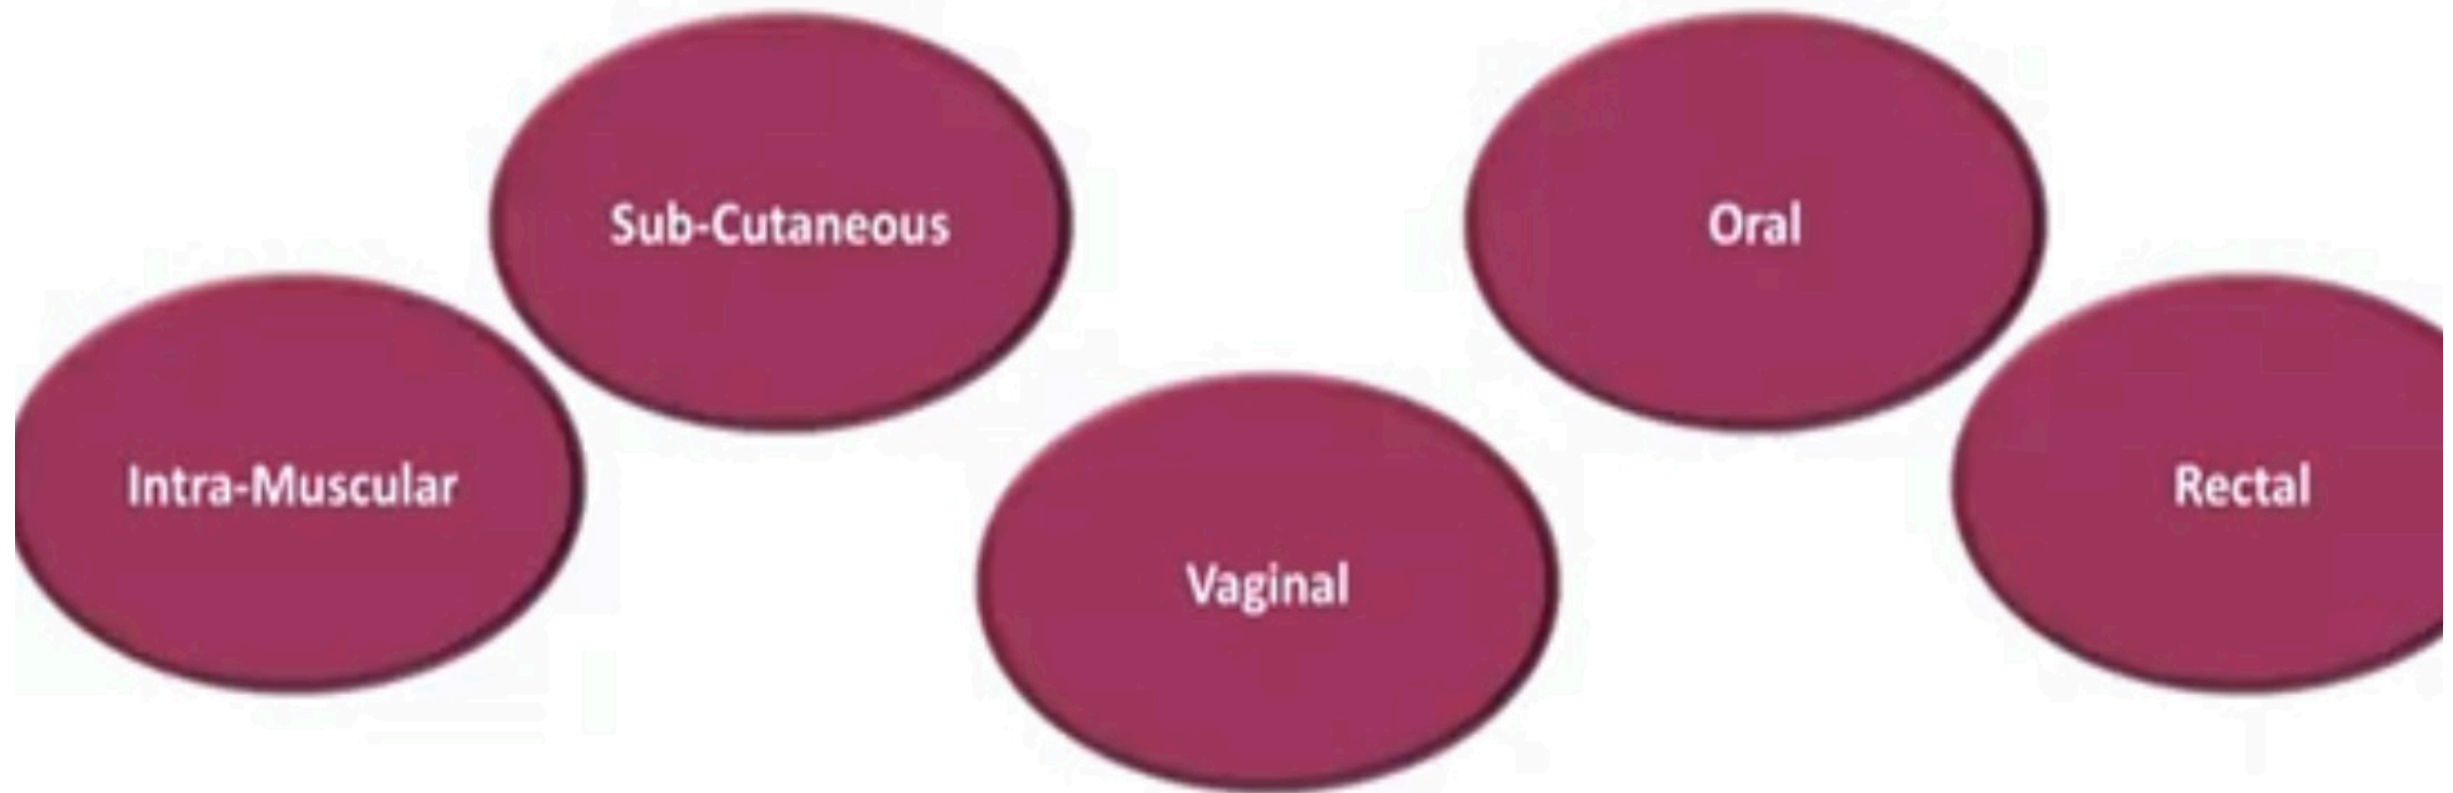 Sub-Cutaneous
Oral
Intra-Muscular
Rectal
Vaginal